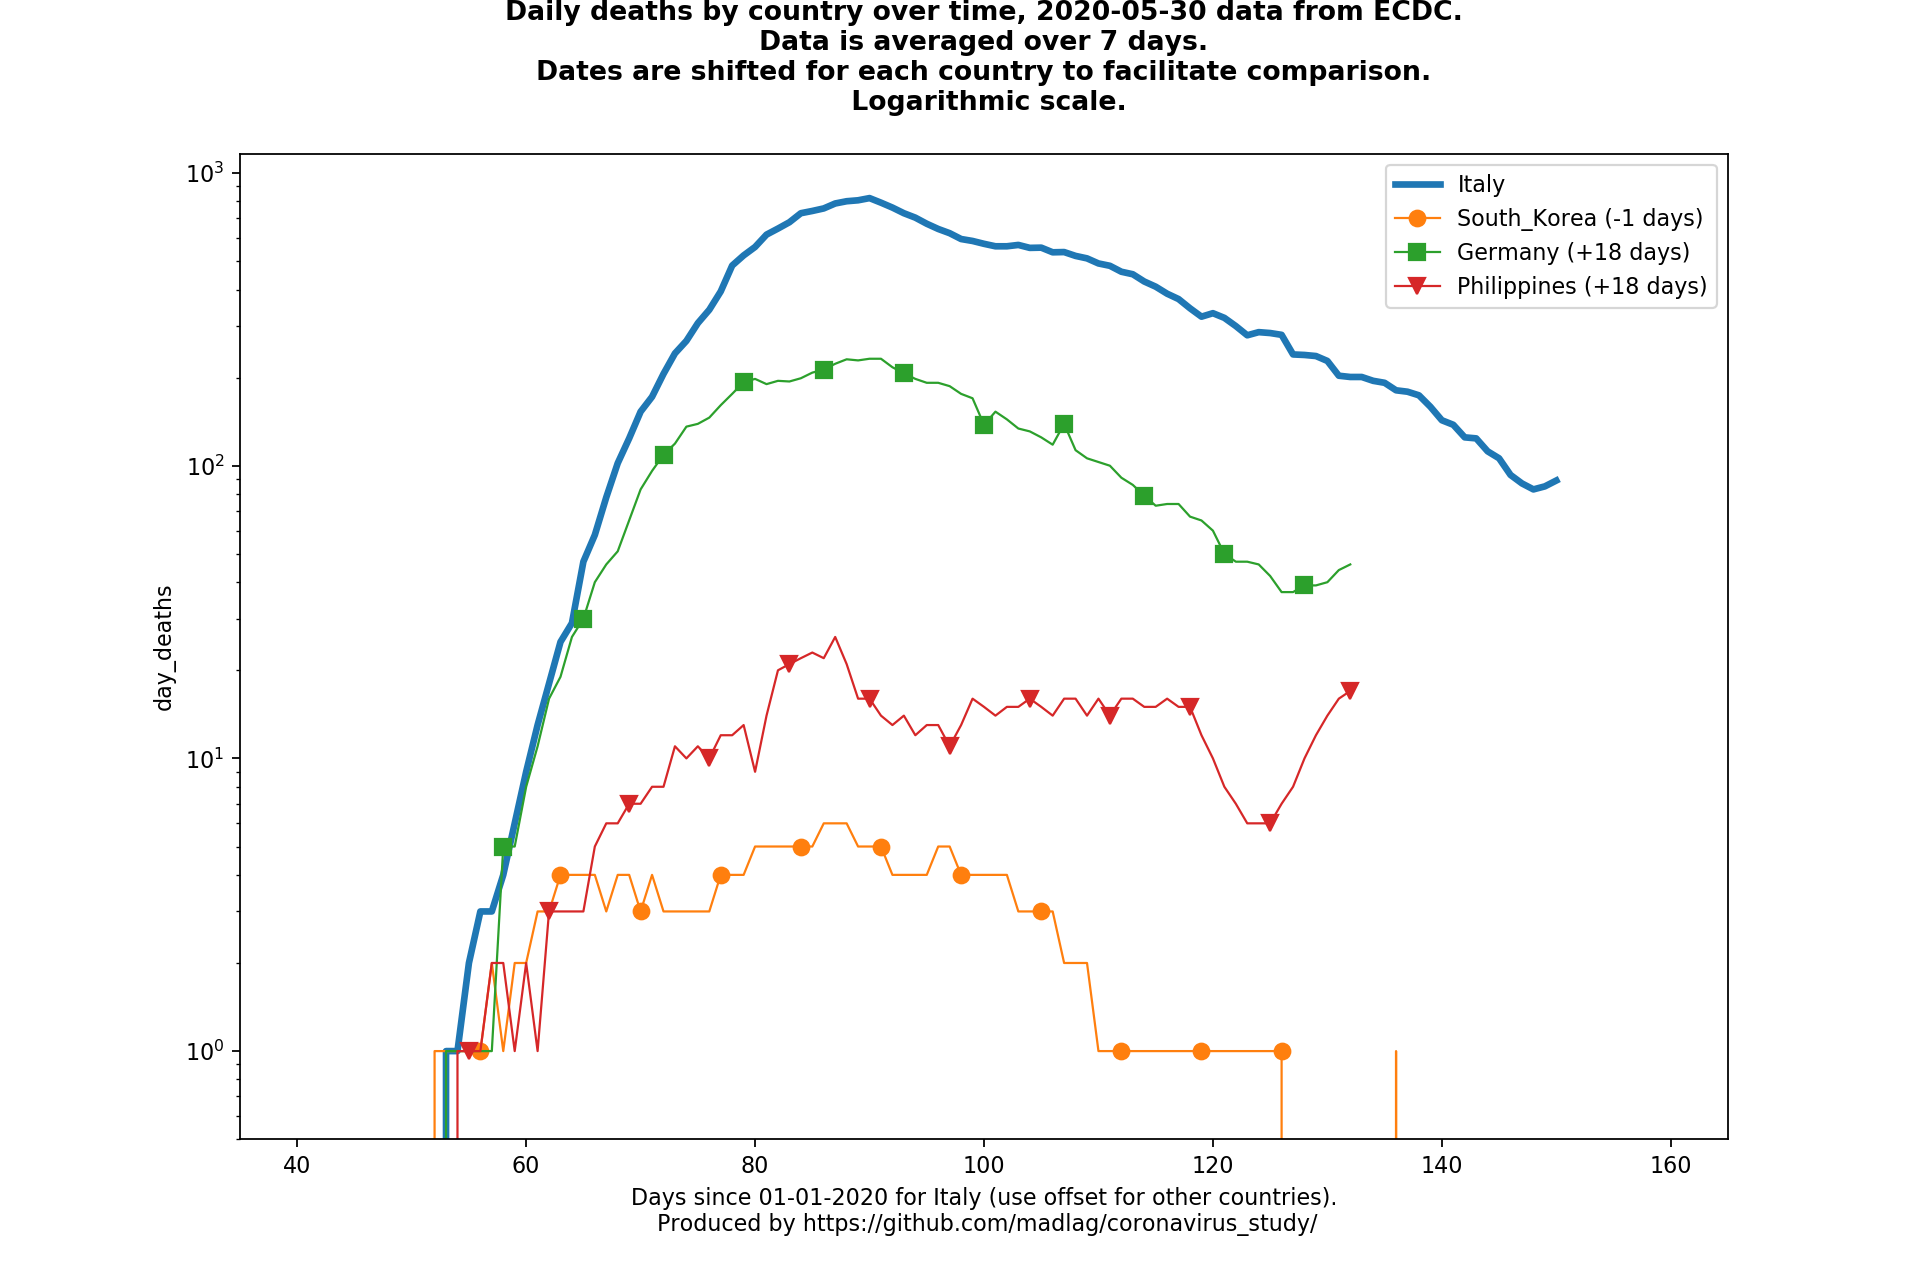 Daily deaths by country over time, 2020-05-30 data from ECDC.
Data is averaged over 7 days.
Dates are shifted for each country to facilitate comparison.
Logarithmic scale.
10³
10²
10¹
10⁰
day_deaths
Italy
South_Korea (-1 days)
Germany (+18 days)
Philippines (+18 days)
40 60 80 100 120 140 160
Days since 01-01-2020 for Italy (use offset for other countries).
Produced by https://github.com/madlag/coronavirus_study/